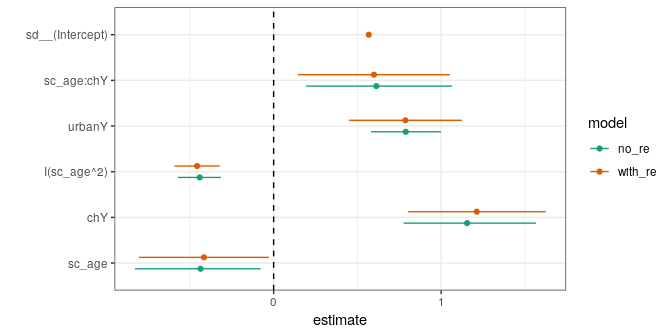 sd__(Intercept)
sc_age:chY
urbanY
I(sc_age^2)
chY
sc_age
0
1
estimate
model
no_re
with_re